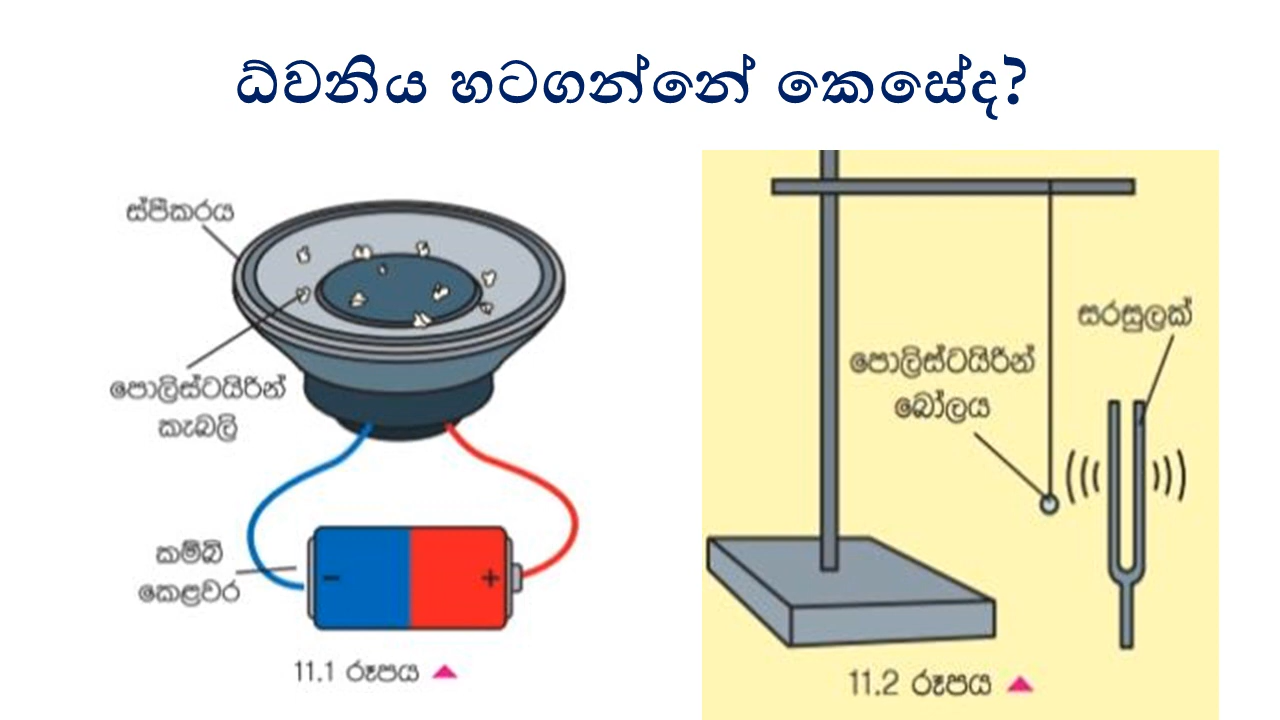 ධ්වනිය හටගන්නේ කෙසේද?
ස්පීකරය
පොලිස්ටයිරින්
කැබලි
කම්බි
කෙළවර
–
+
11.1 රූපය
සරසුලක්
පොලිස්ටයිරින්
බෝලය
11.2 රූපය